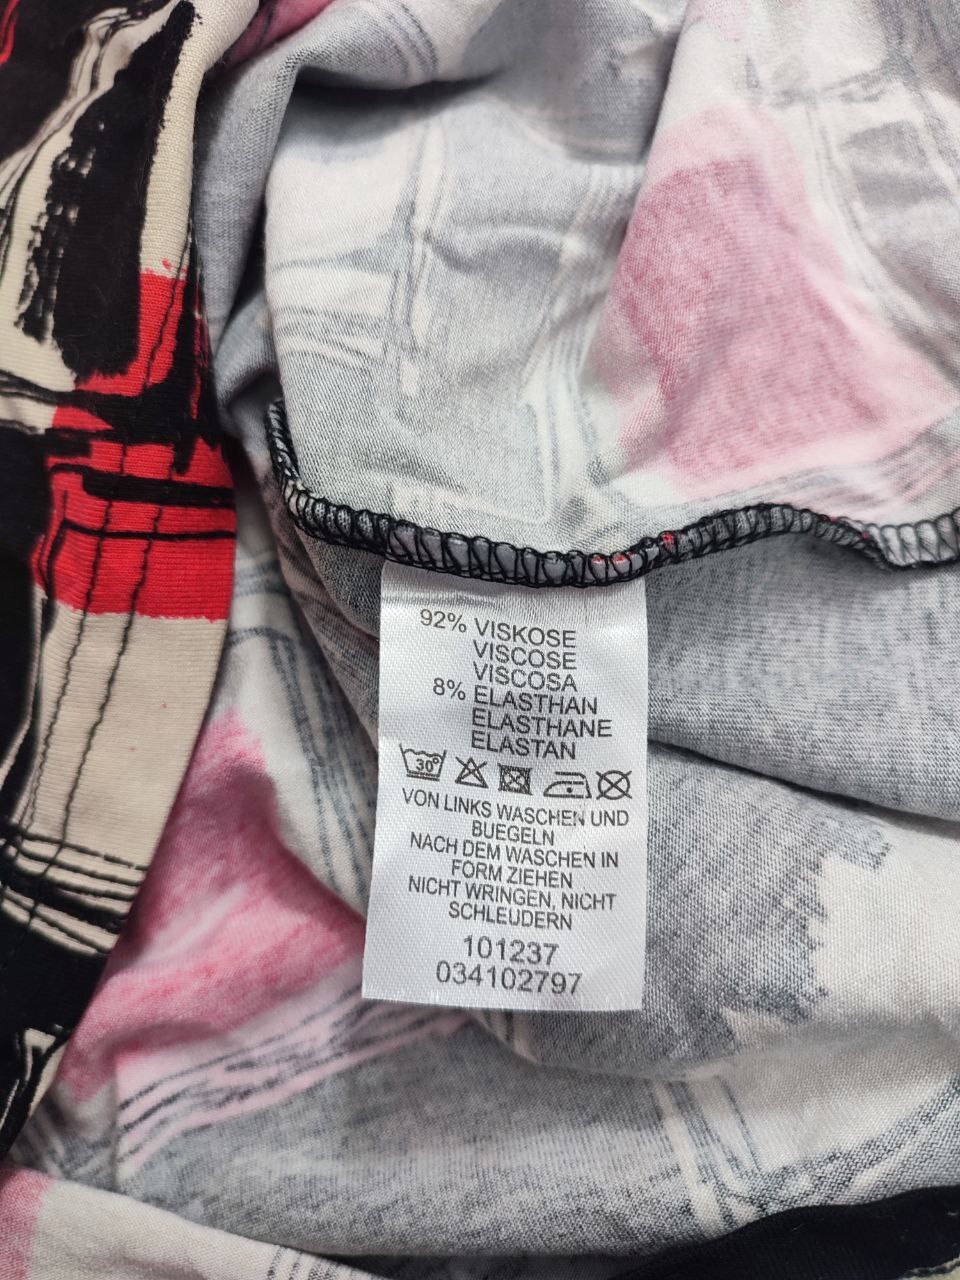 92% VISKOSE
VISCOSE
VISCOSA
8% ELASTHAN
ELASTHANE
ELASTAN
30°
VON LINKS WASCHEN UND
BUEGELN
NACH DEM WASCHEN IN
FORM ZIEHEN
NICHT WRINGEN, NICHT
SCHLEUDERN
101237
034102797